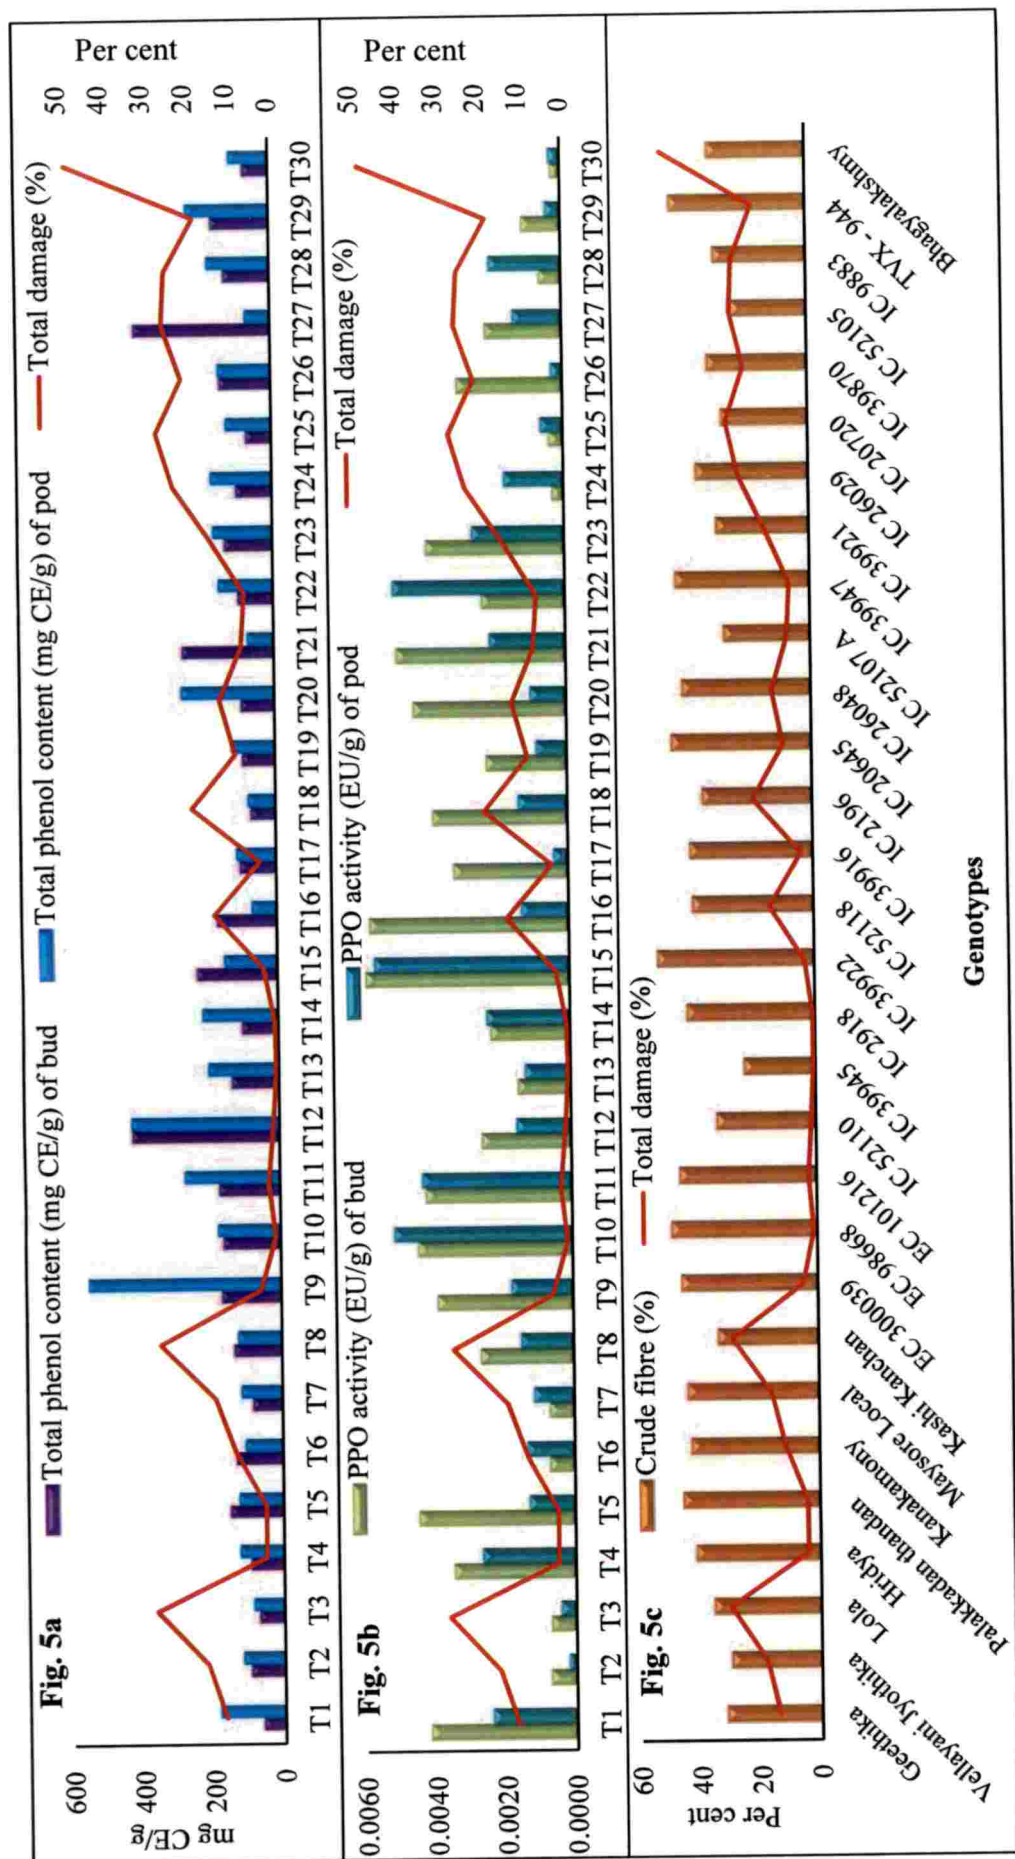 Fig. 5a
Total phenol content (mg CE/g) of bud
Total phenol content (mg CE/g) of pod
Total damage (%)
Per cent
mg CE/g
600
400
200
0
50
40
30
20
10
0
T1 T2 T3 T4 T5 T6 T7 T8 T9 T10 T11 T12 T13 T14 T15 T16 T17 T18 T19 T20 T21 T22 T23 T24 T25 T26 T27 T28 T29 T30
Fig. 5b
PPO activity (EU/g) of bud
PPO activity (EU/g) of pod
Total damage (%)
Per cent
0.0060
0.0040
0.0020
0.0000
50
40
30
20
10
0
T1 T2 T3 T4 T5 T6 T7 T8 T9 T10 T11 T12 T13 T14 T15 T16 T17 T18 T19 T20 T21 T22 T23 T24 T25 T26 T27 T28 T29 T30
Fig. 5c
Crude fibre (%)
Total damage (%)
Per cent
60
40
20
0
Geethika
Vellayani Jyothika
Lola
Hridya
Palakkadan thandan
Kanakamony
Maysore Local
Kashi Kanchan
EC 300039
EC 98668
EC 101216
IC 52110
IC 39945
IC 2918
IC 39922
IC 52118
IC 39916
IC 2196
IC 20645
IC 26048
IC 52107 A
IC 39947
IC 39921
IC 26029
IC 20720
IC 39870
IC 52105
IC 9883
TVX - 944
Bhagyalakshmy
Genotypes